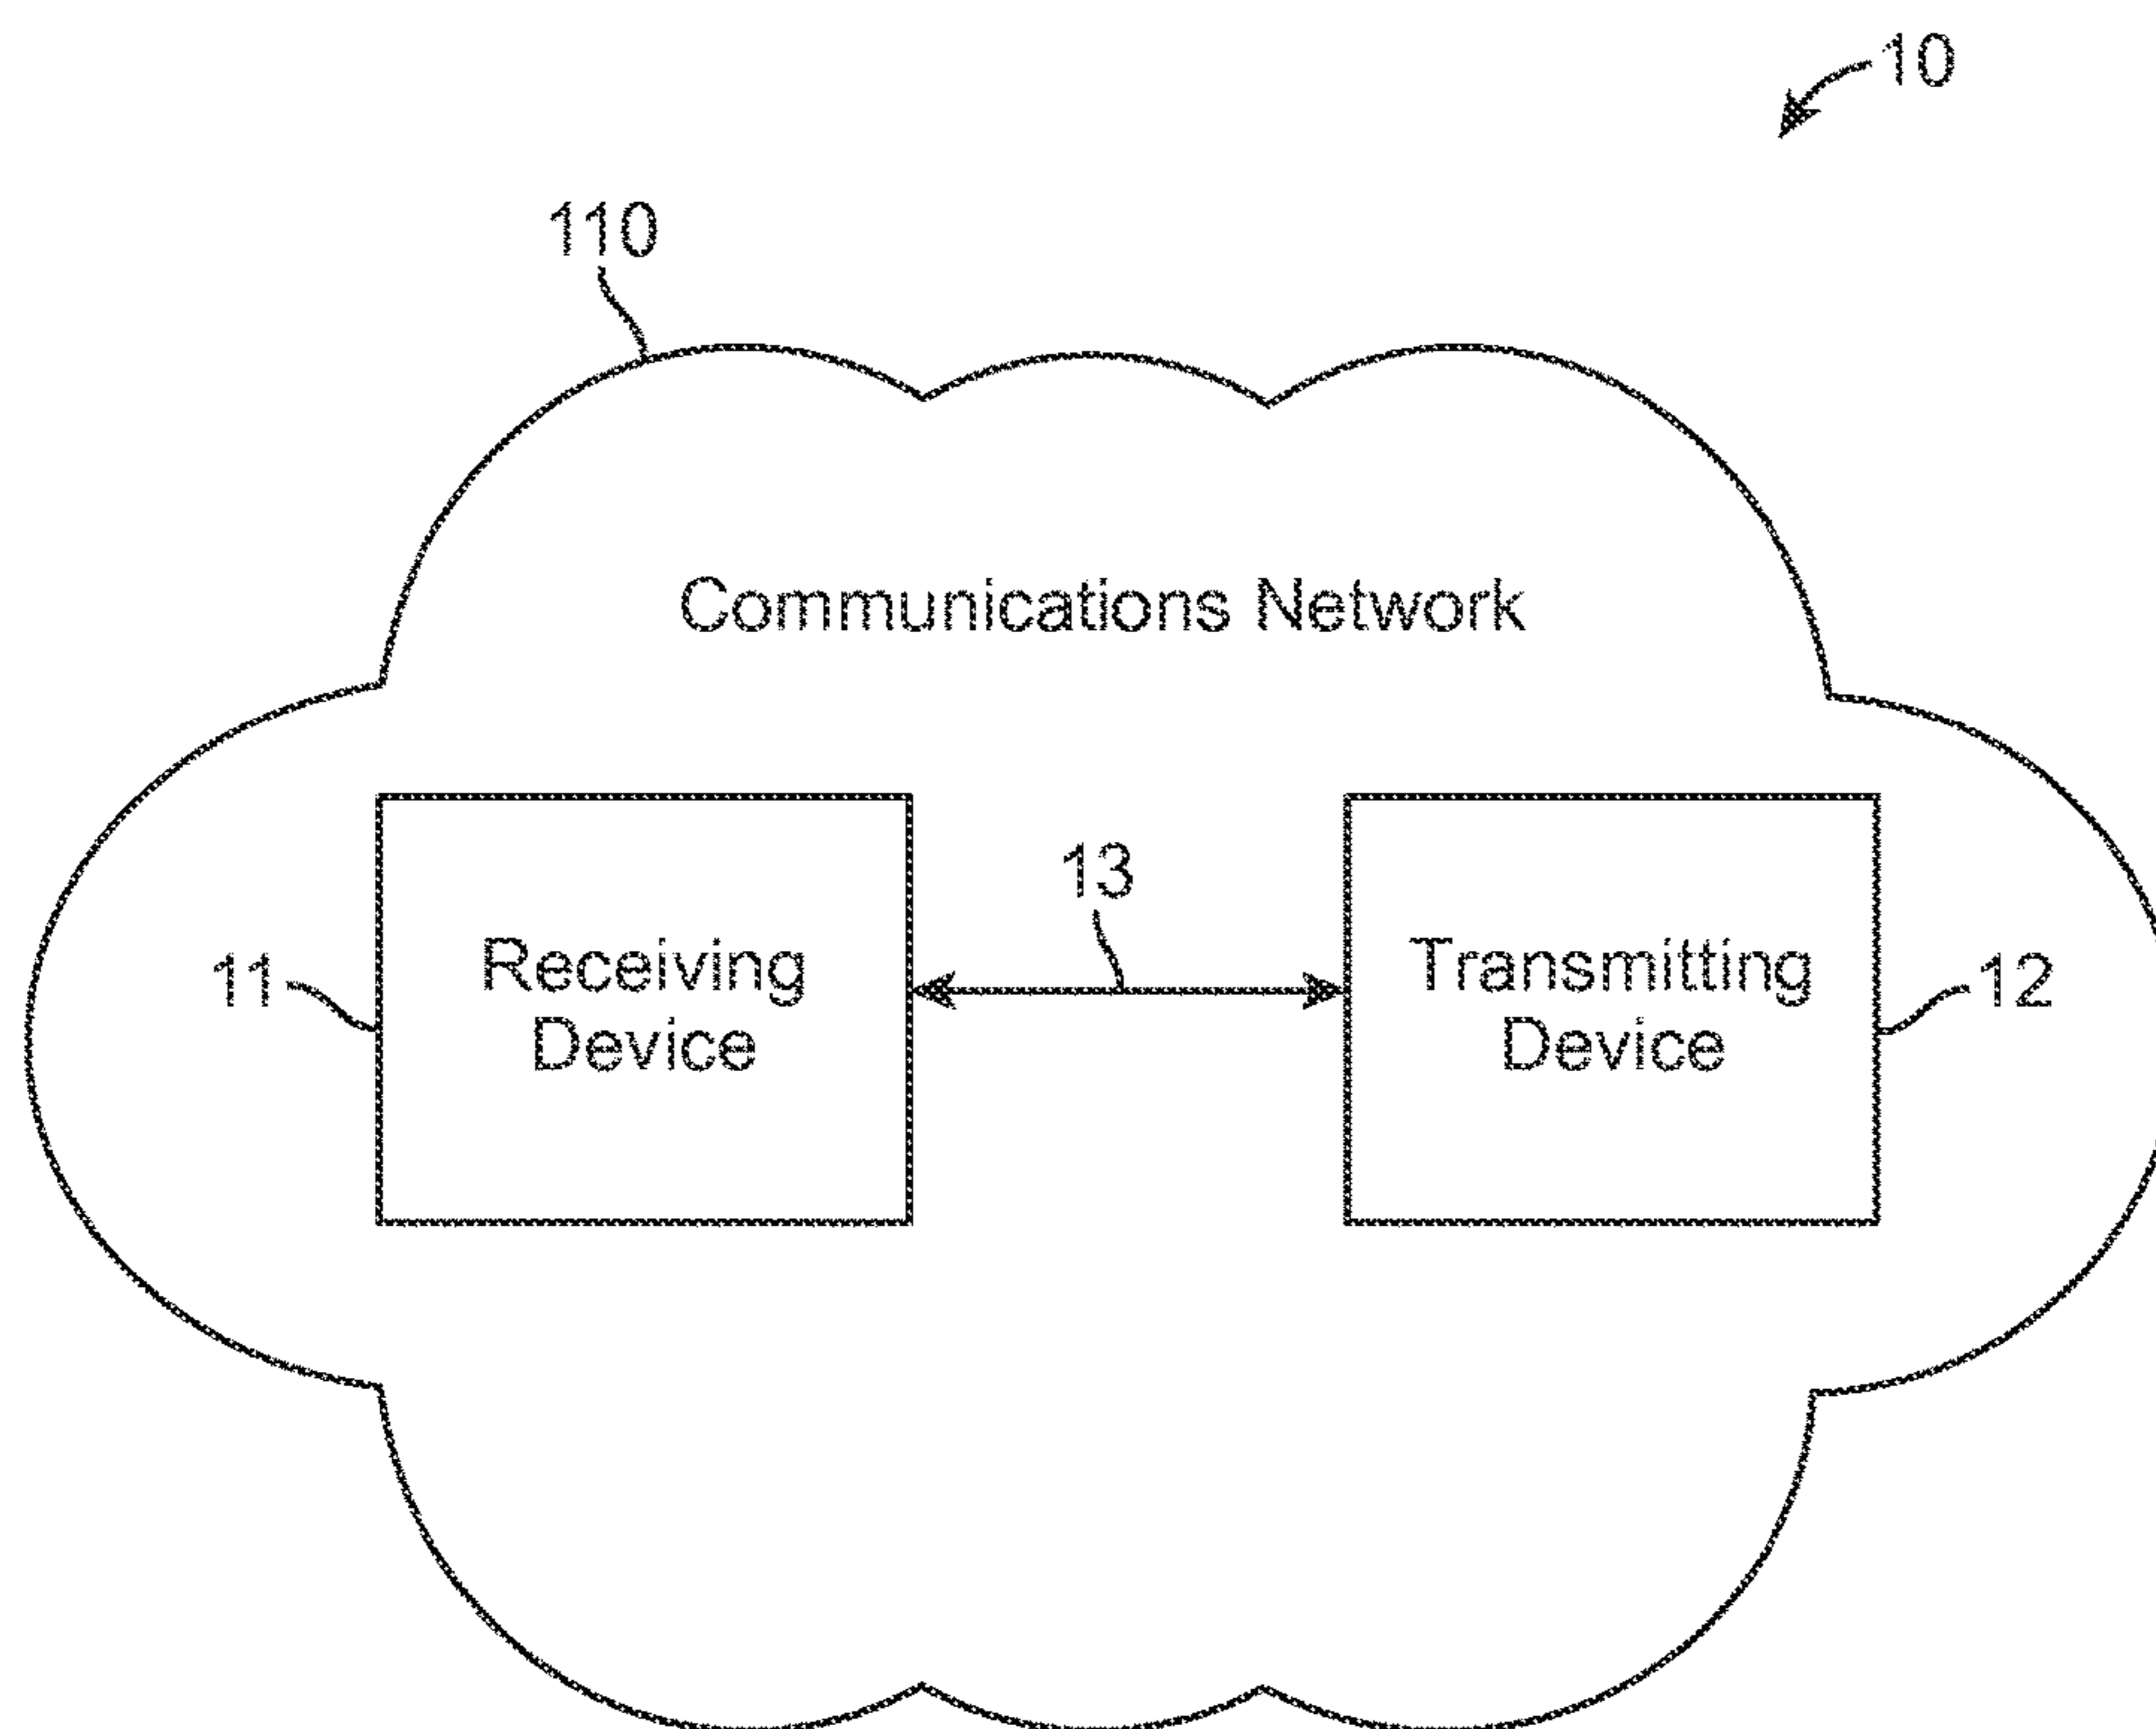 10
110
Communications Network
13
11
Receiving
Device
Transmitting
Device
12